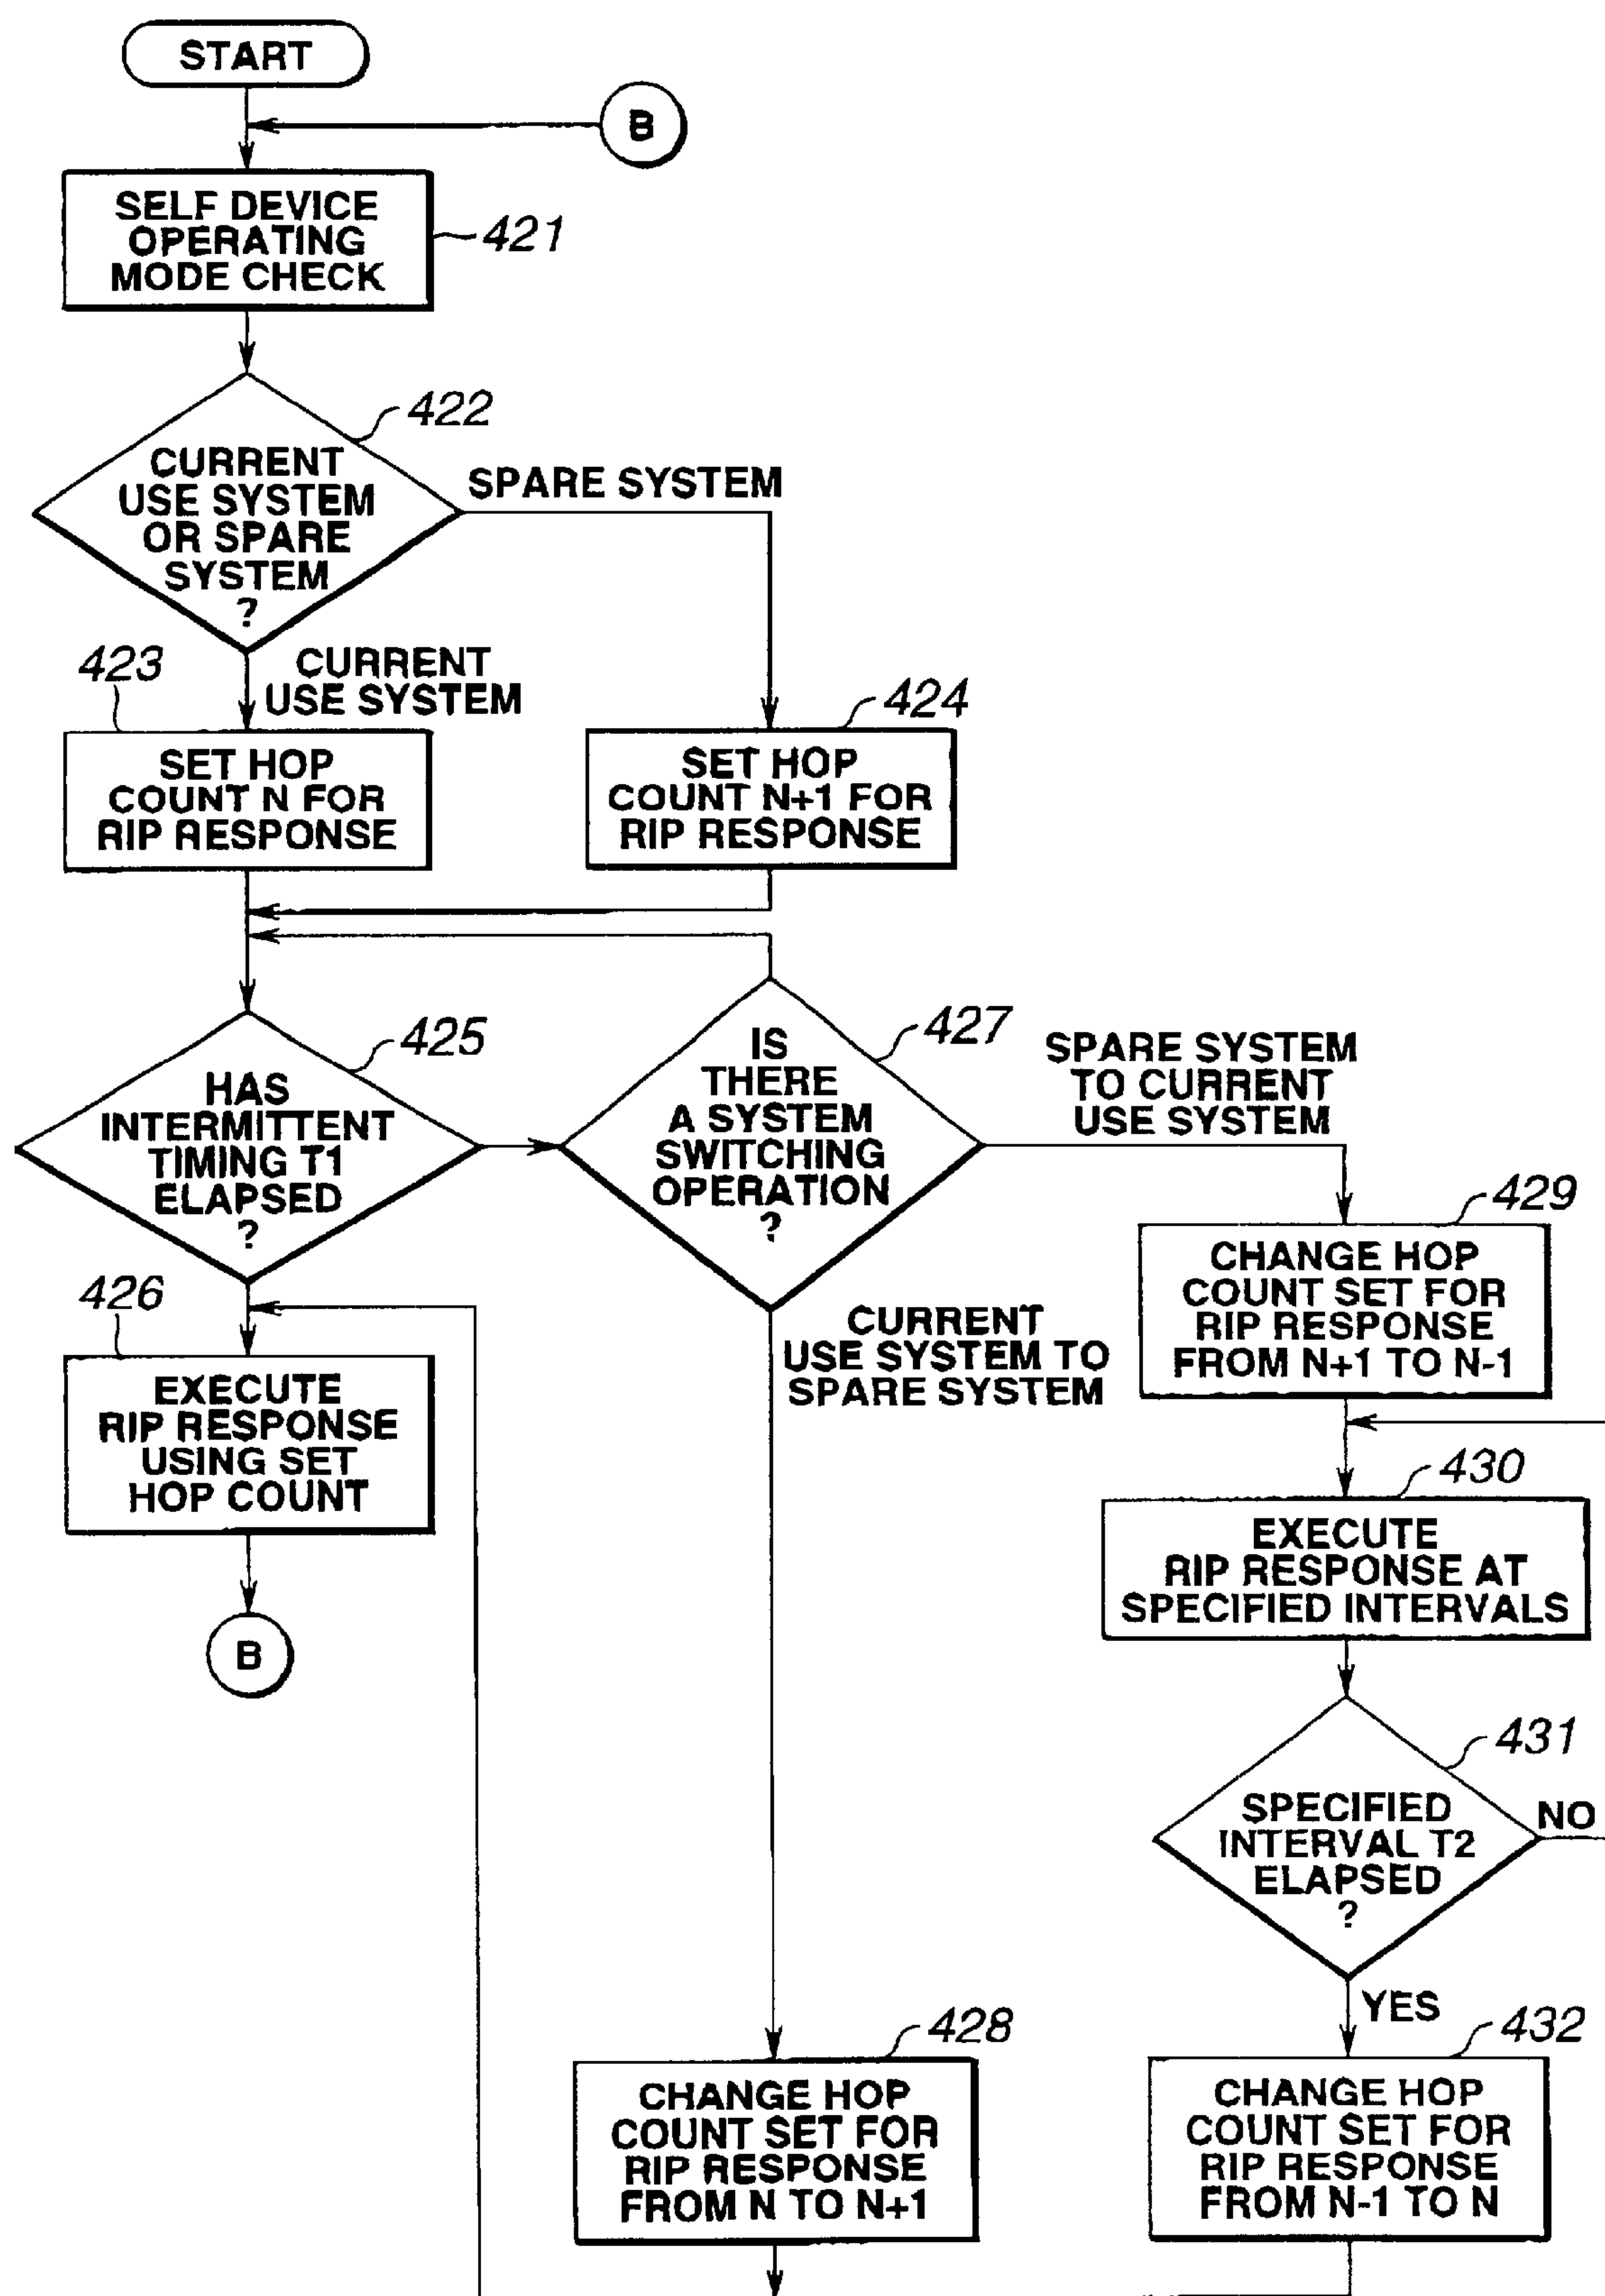 START
B
SELF DEVICE
OPERATING
MODE CHECK
421
422
CURRENT
USE SYSTEM
OR SPARE
SYSTEM
?
SPARE SYSTEM
423
CURRENT
USE SYSTEM
424
SET HOP
COUNT N FOR
RIP RESPONSE
SET HOP
COUNT N+1 FOR
RIP RESPONSE
425
HAS
INTERMITTENT
TIMING T1
ELAPSED
?
427
IS
THERE
A SYSTEM
SWITCHING
OPERATION
?
SPARE SYSTEM
TO CURRENT
USE SYSTEM
429
CHANGE HOP
COUNT SET FOR
RIP RESPONSE
FROM N+1 TO N-1
426
CURRENT
USE SYSTEM TO
SPARE SYSTEM
EXECUTE
RIP RESPONSE
USING SET
HOP COUNT
430
EXECUTE
RIP RESPONSE AT
SPECIFIED INTERVALS
B
431
SPECIFIED
INTERVAL T2
ELAPSED
?
NO
YES
428
CHANGE HOP
COUNT SET FOR
RIP RESPONSE
FROM N TO N+1
432
CHANGE HOP
COUNT SET FOR
RIP RESPONSE
FROM N-1 TO N